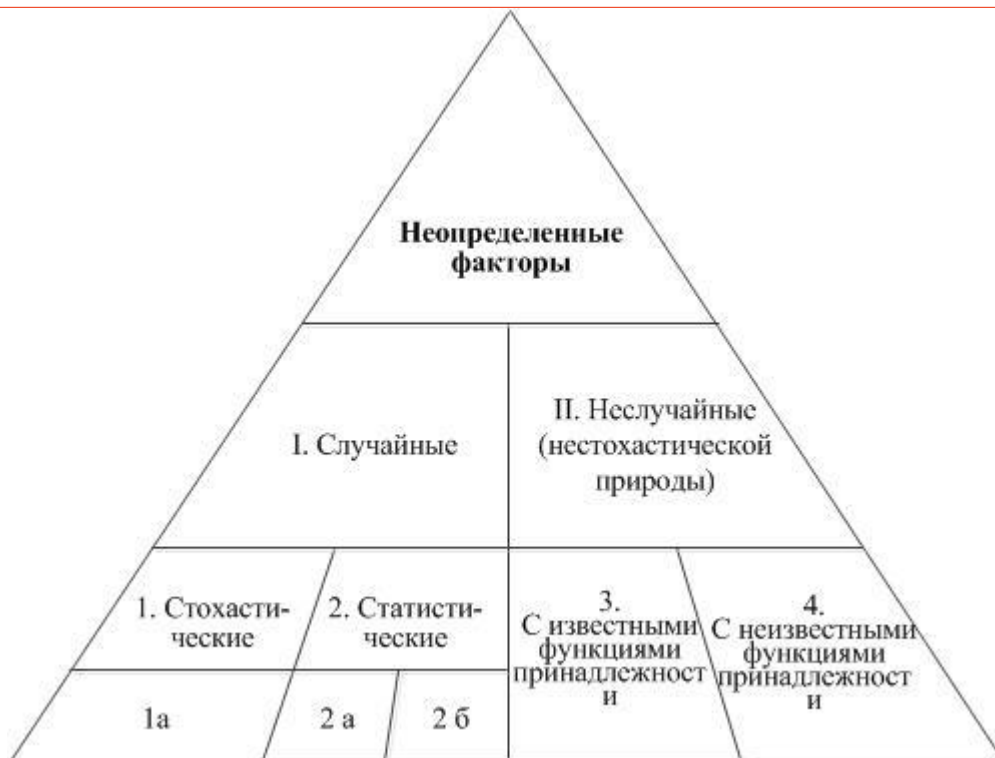 Неопределенные
факторы
I. Случайные
II. Неслучайные
(нестохастической
природы)
1. Стохасти-
ческие
2. Статисти-
ческие
3.
С известными
функциями
принадлежност
и
4.
С неизвестными
функциями
принадлежност
и
1а
2 а
2 б